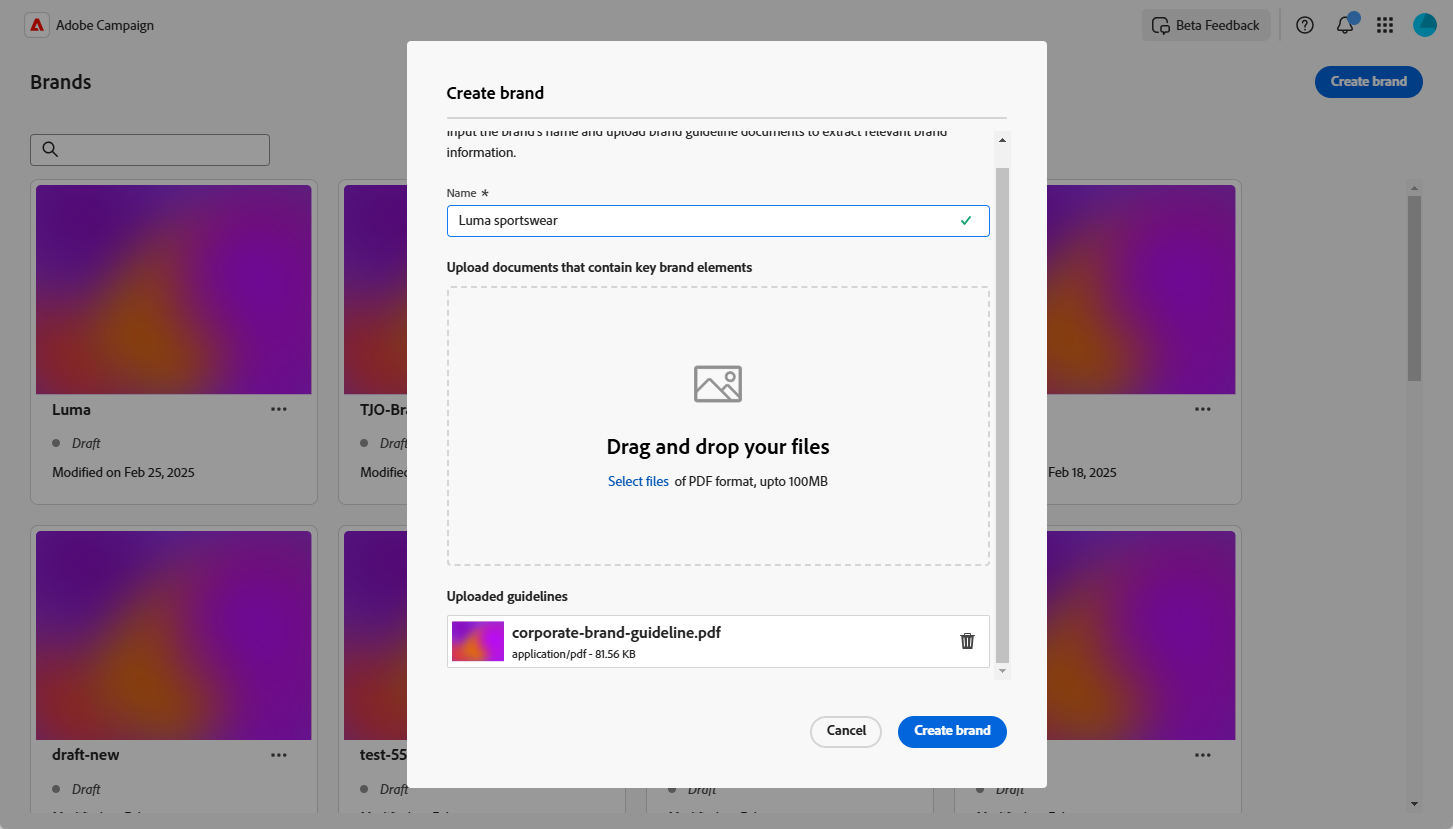 Adobe Campaign
Beta Feedback
Brands
Create brand
Create brand
Input the brand's name and upload brand guideline documents to extract relevant brand
information.
Name *
Luma sportswear
Upload documents that contain key brand elements
Drag and drop your files
Select files of PDF format, upto 100MB
Uploaded guidelines
corporate-brand-guideline.pdf
application/pdf - 81.56 KB
Cancel
Create brand
Luma
Draft
Modified on Feb 25, 2025
TJO-Bra
Draft
Modified
Feb 18, 2025
draft-new
Draft
test-55
Draft
Draft
Draft